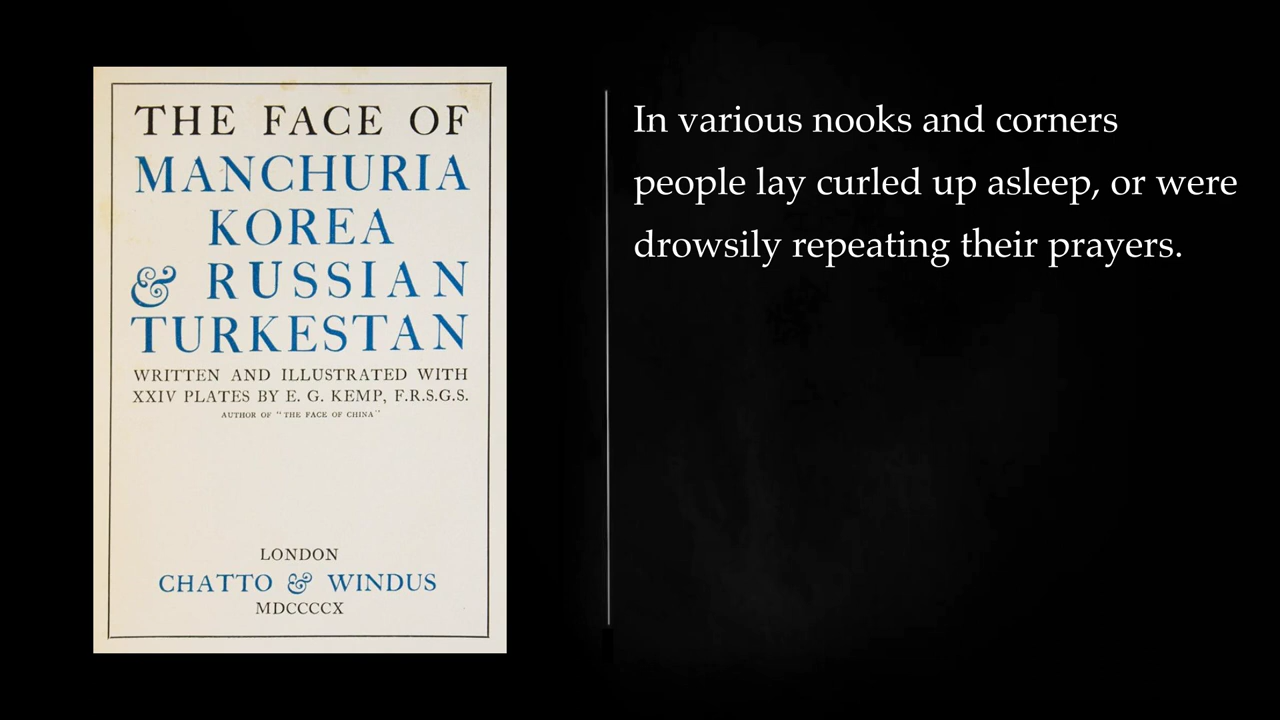 THE FACE OF
MANCHURIA
KOREA
& RUSSIAN
TURKESTAN
WRITTEN AND ILLUSTRATED WITH
XXIV PLATES BY E. G. KEMP, F.R.S.G.S.
AUTHOR OF "THE FACE OF CHINA"
LONDON
CHATTO & WINDUS
MDCCCCX
In various nooks and corners
people lay curled up asleep, or were
drowsily repeating their prayers.